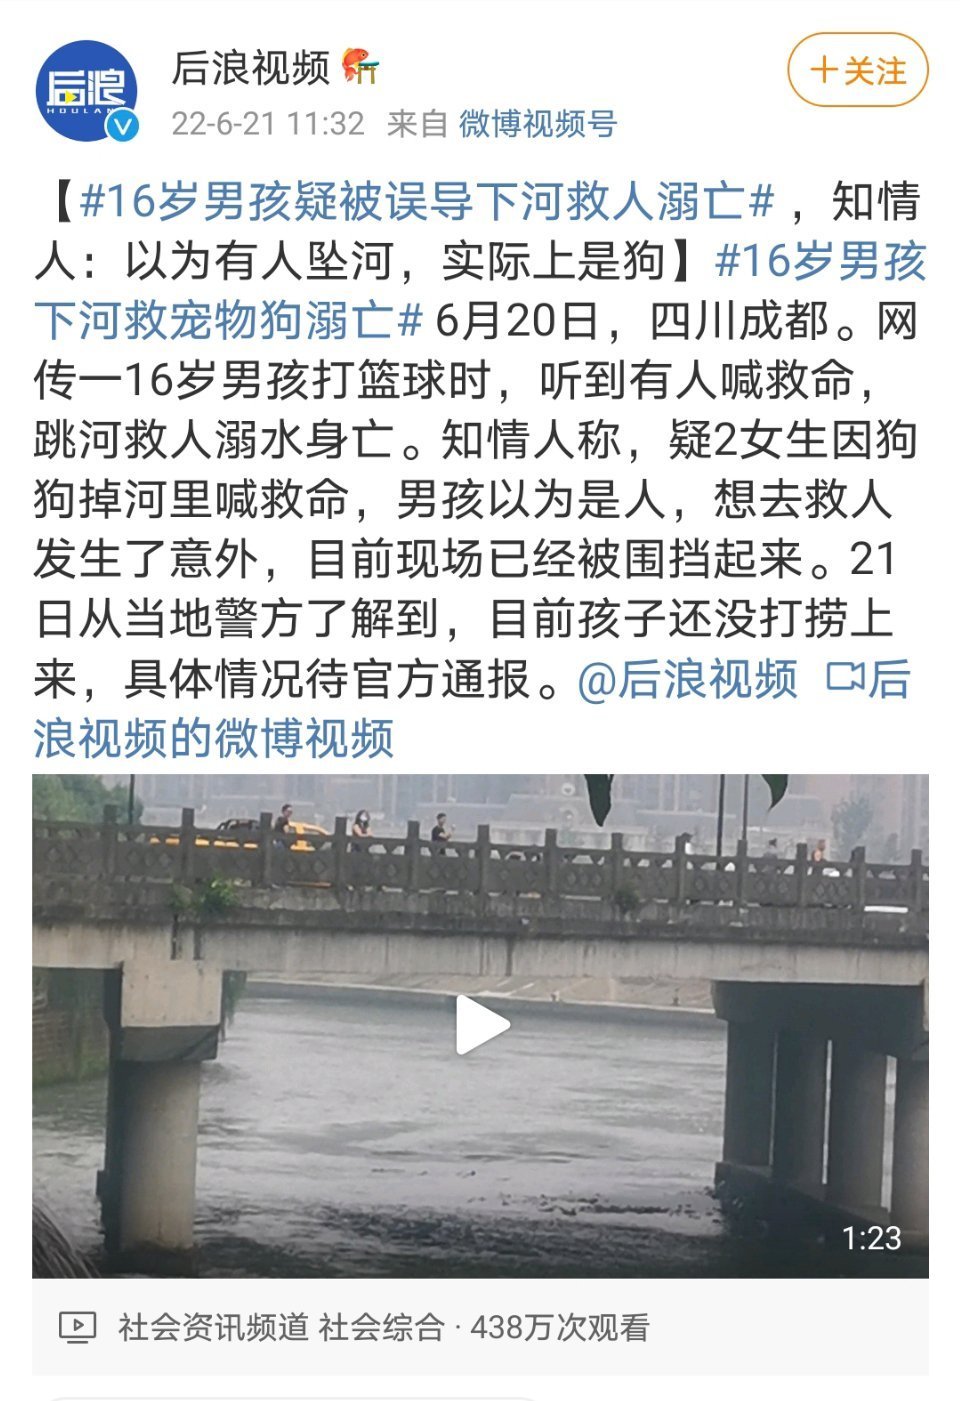 后浪视频
后浪
HOULANG
22-6-21 11:32 来自 微博视频号
+关注
【#16岁男孩疑被误导下河救人溺亡#，知情
人：以为有人坠河，实际上是狗】#16岁男孩
下河救宠物狗溺亡# 6月20日，四川成都。网
传一16岁男孩打篮球时，听到有人喊救命，
跳河救人溺水身亡。知情人称，疑2女生因狗
狗掉河里喊救命，男孩以为是人，想去救人
发生了意外，目前现场已经被围挡起来。21
日从当地警方了解到，目前孩子还没打捞上
来，具体情况待官方通报。@后浪视频 后
浪视频的微博视频
1:23
社会资讯频道 社会综合 · 438万次观看